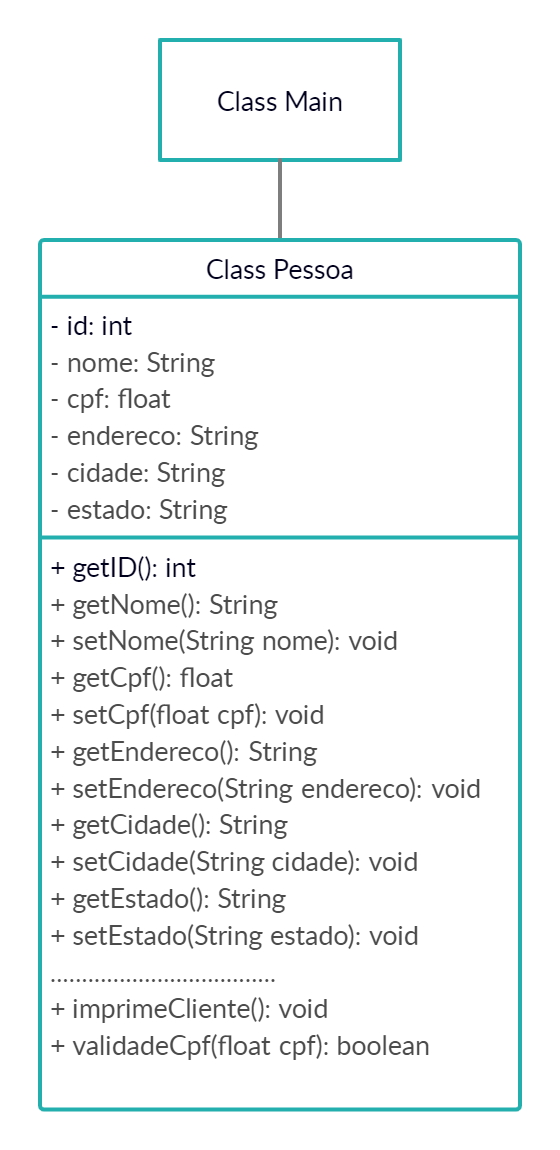 Class Main
Class Pessoa
- id: int
- nome: String
- cpf: float
- endereco: String
- cidade: String
- estado: String
+ getID(): int
+ getNome(): String
+ setNome(String nome): void
+ getCpf(): float
+ setCpf(float cpf): void
+ getEndereco(): String
+ setEndereco(String endereco): void
+ getCidade(): String
+ setCidade(String cidade): void
+ getEstado(): String
+ setEstado(String estado): void
....................................
+ imprimeCliente(): void
+ validadeCpf(float cpf): boolean